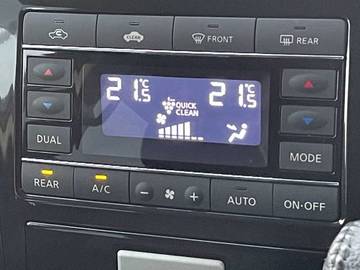 CLEAN
FRONT
REAR
21.5°C
21.5°C
QUICK
CLEAN
DUAL
MODE
REAR
A/C
- +
AUTO
ON·OFF